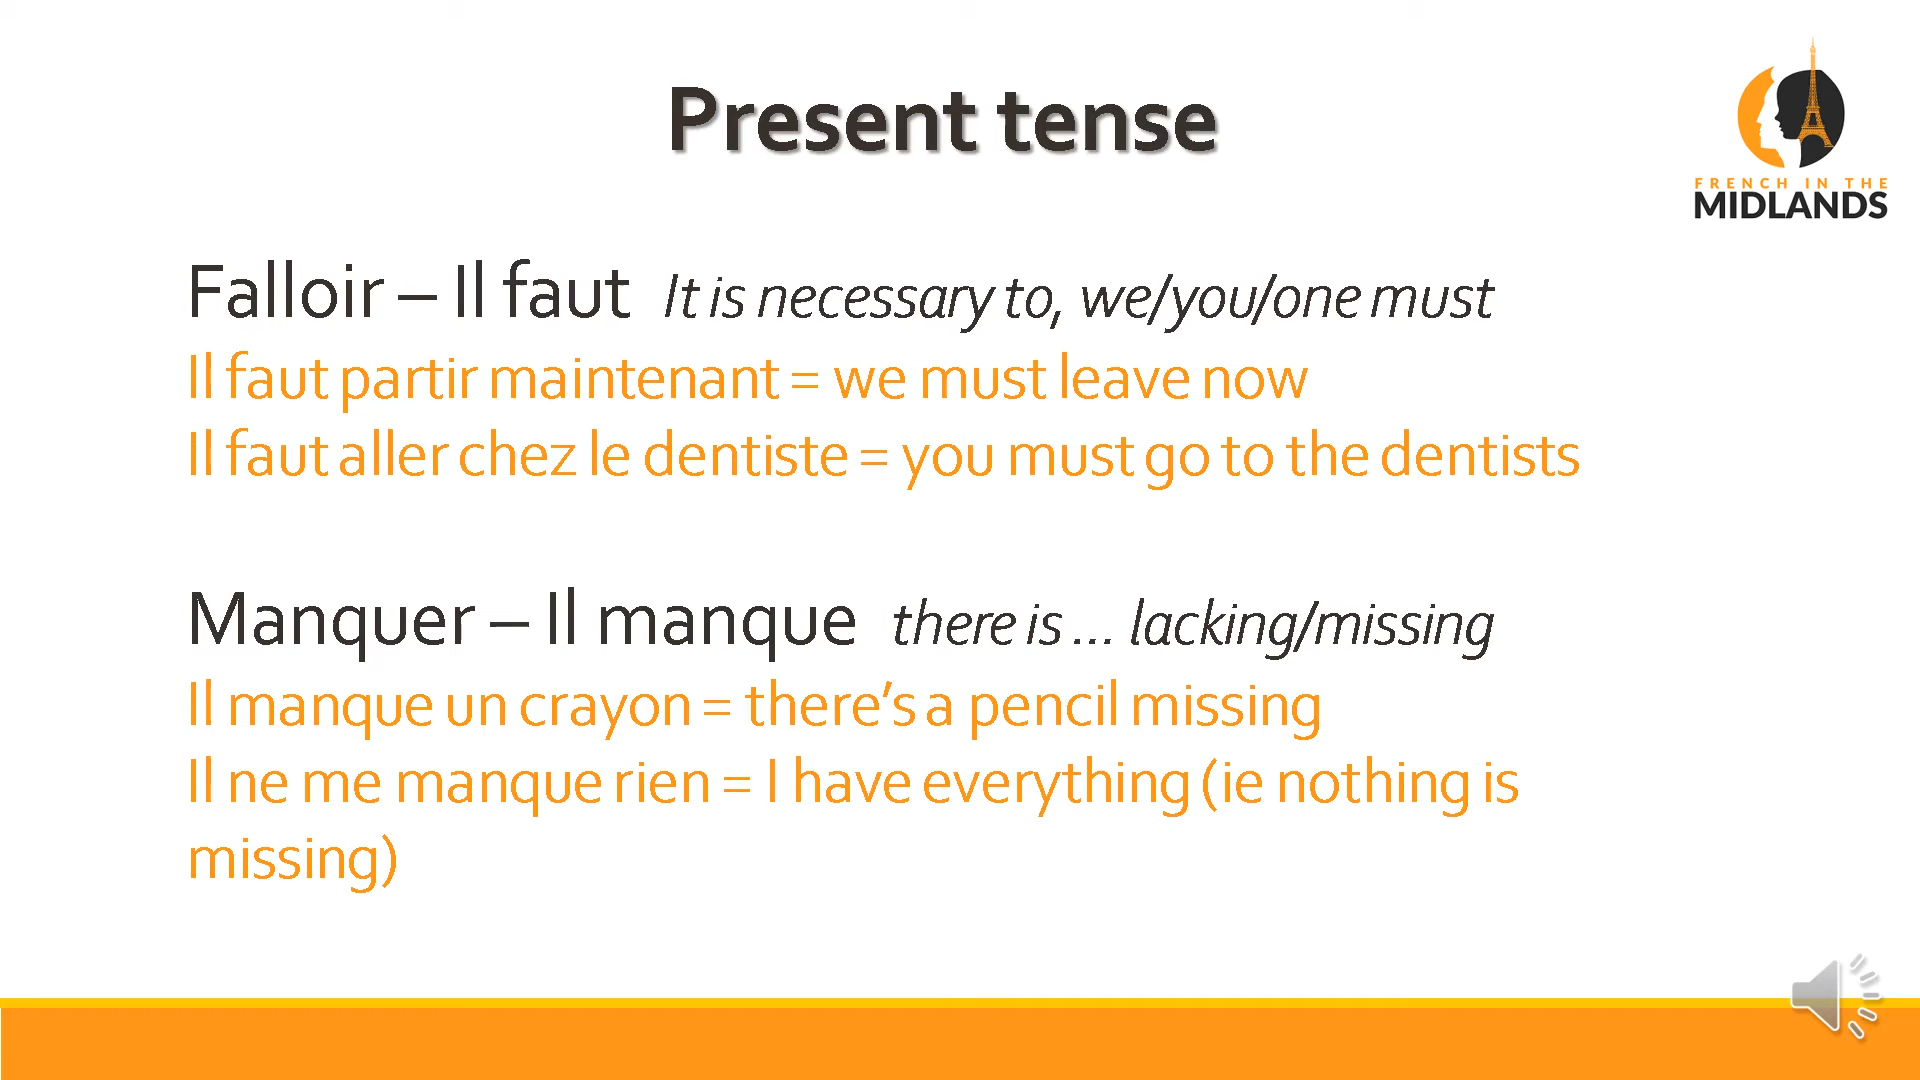 Present tense
FRENCH IN THE
MIDLANDS
Falloir – Il faut It is necessary to, we/you/one must
Il faut partir maintenant = we must leave now
Il faut aller chez le dentiste = you must go to the dentists
Manquer – Il manque there is ... lacking/missing
Il manque un crayon = there's a pencil missing
Il ne me manque rien = I have everything (ie nothing is
missing)